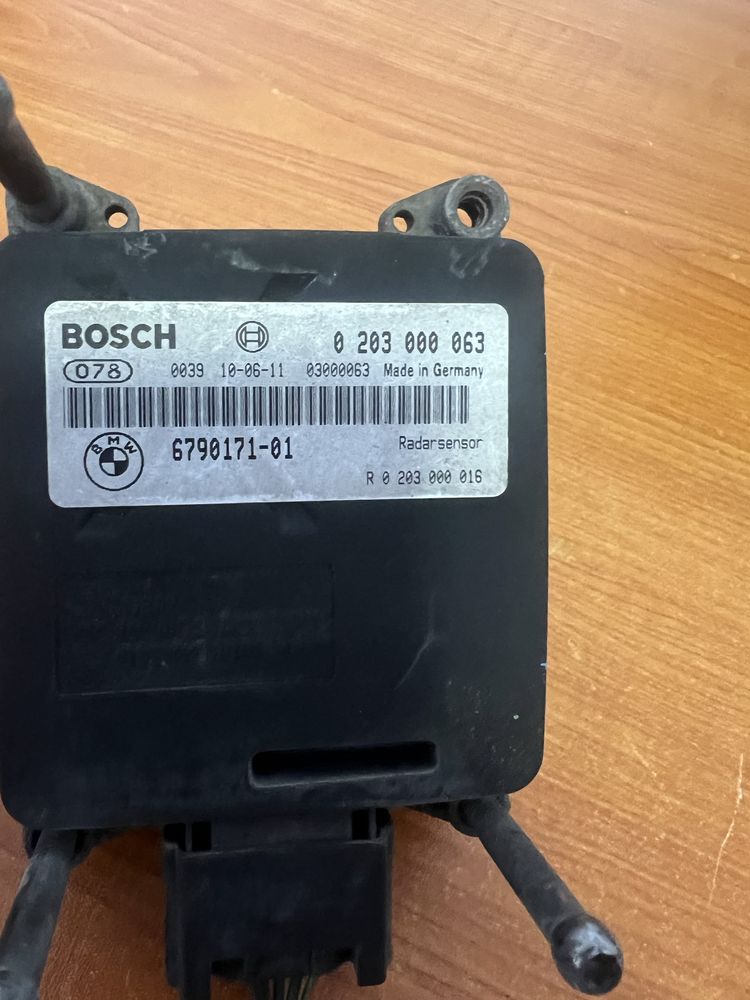 BOSCH 0 203 000 063
078 0039 10-06-11 03000063 Made in Germany
BMW 6790171-01 Radarsensor
R 0 203 000 016